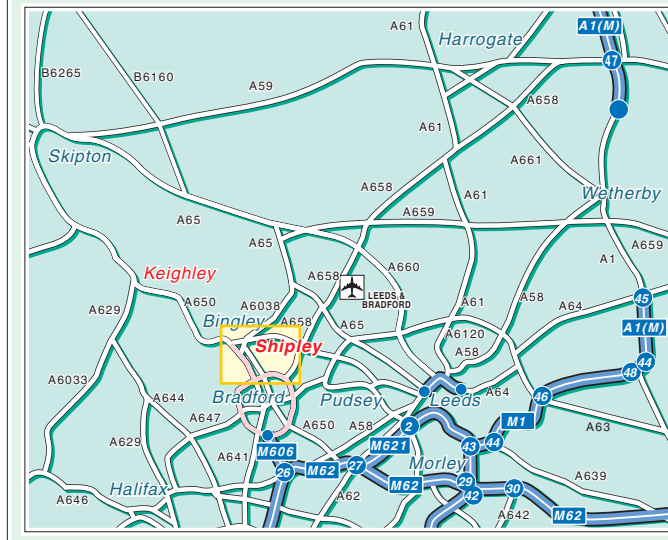 A61
Harrogate
A1(M)
47
B6265
B6160
A59
A658
A61
A661
Skipton
A658
A61
Wetherby
A65
A659
A65
A1
A659
Keighley
A658
A660
LEEDS &
BRADFORD
A58
A64
45
A629
A650
A6038
A61
Bingley
A658
A65
A6120
A1(M)
Shipley
A58
44
48
A6033
A644
Bradford
Pudsey
Leeds
A64
46
A647
A650
A58
2
M1
A63
A629
A641
M606
M621
43
44
26
M62
27
Morley
A639
A646
Halifax
A62
M62
29
42
30
A642
M62